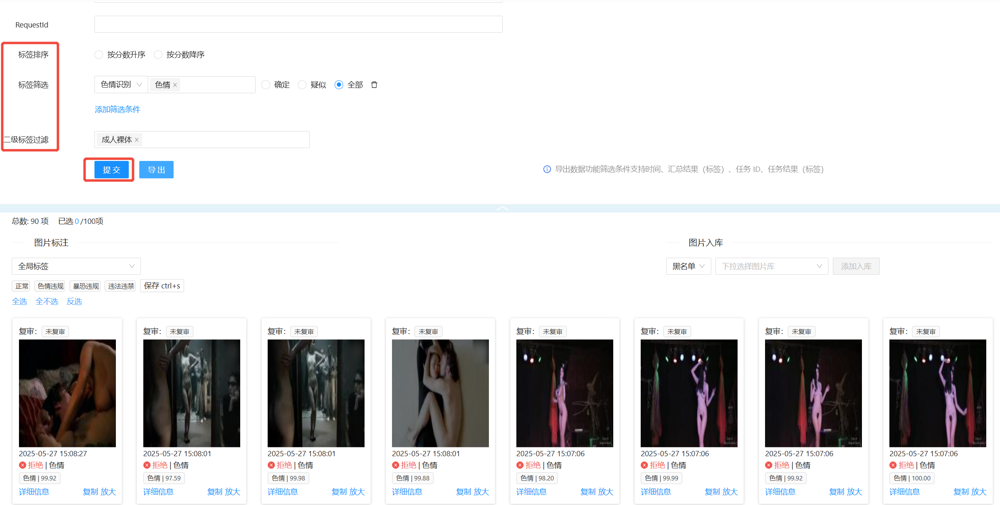 RequestId
标签排序 按分数升序 按分数降序
标签筛选 色情识别 色情 × 确定 疑似 全部
添加筛选条件
二级标签过滤 成人裸体 ×
提交 导出 导出数据功能筛选条件支持时间、汇总结果（标签）、任务 ID、任务结果（标签）
总数: 90 项 已选 0 /100项
图片标注 图片入库
全局标签 黑名单 下拉选择图片库 添加入库
正常 色情违规 暴恐违规 违法违禁 保存 ctrl+s
全选 全不选 反选
复审： 未复审 复审： 未复审 复审： 未复审 复审： 未复审 复审： 未复审 复审： 未复审 复审： 未复审 复审： 未复审
2025-05-27 15:08:27 2025-05-27 15:08:01 2025-05-27 15:08:01 2025-05-27 15:08:01 2025-05-27 15:07:06 2025-05-27 15:07:06 2025-05-27 15:07:06 2025-05-27 15:07:06
拒绝 | 色情 拒绝 | 色情 拒绝 | 色情 拒绝 | 色情 拒绝 | 色情 拒绝 | 色情 拒绝 | 色情 拒绝 | 色情
色情 | 99.92 色情 | 97.59 色情 | 99.98 色情 | 99.88 色情 | 98.20 色情 | 99.99 色情 | 99.92 色情 | 100.00
详细信息 复制 放大 详细信息 复制 放大 详细信息 复制 放大 详细信息 复制 放大 详细信息 复制 放大 详细信息 复制 放大 详细信息 复制 放大 详细信息 复制 放大